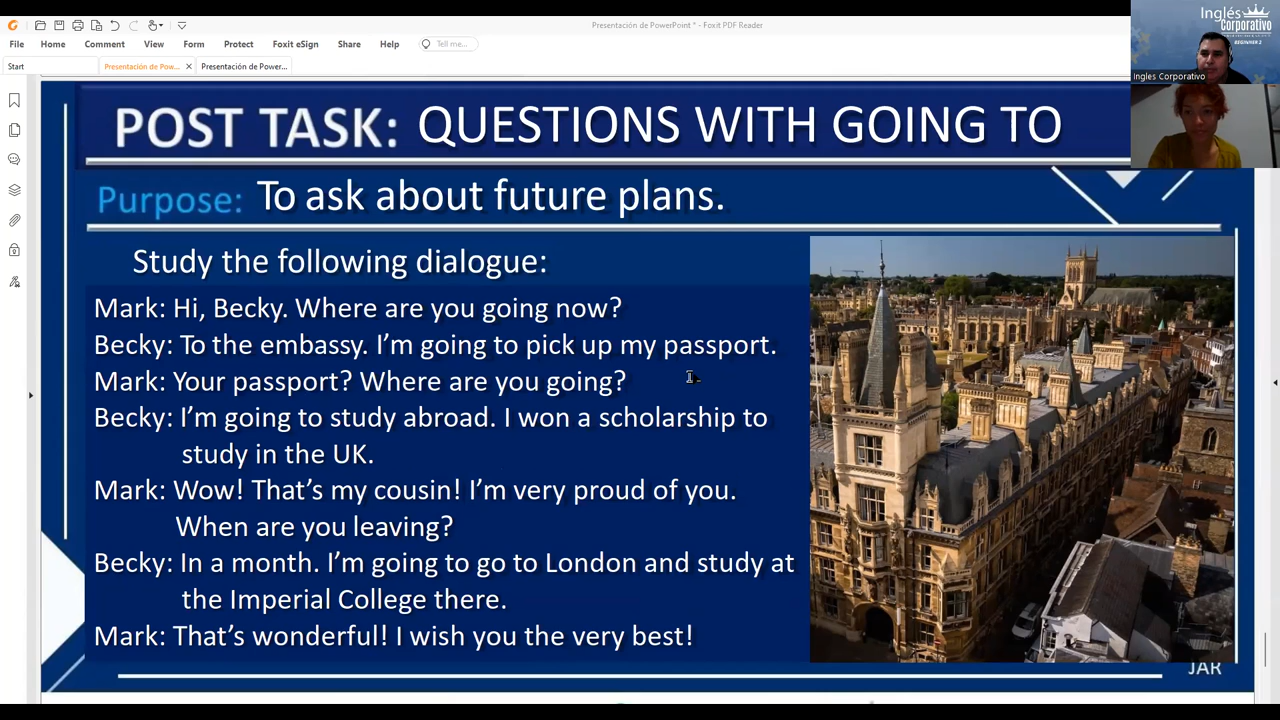 Presentación de PowerPoint * - Foxit PDF Reader
File Home Comment View Form Protect Foxit eSign Share Help Tell me...
Start Presentación de Pow... × Presentación de Power...
Inglés
Corporativo
BEGINNER 2
Ingles Corporativo
POST TASK: QUESTIONS WITH GOING TO
Purpose: To ask about future plans.
Study the following dialogue:
Mark: Hi, Becky. Where are you going now?
Becky: To the embassy. I'm going to pick up my passport.
Mark: Your passport? Where are you going?
Becky: I'm going to study abroad. I won a scholarship to
study in the UK.
Mark: Wow! That's my cousin! I'm very proud of you.
When are you leaving?
Becky: In a month. I'm going to go to London and study at
the Imperial College there.
Mark: That's wonderful! I wish you the very best!
JAR